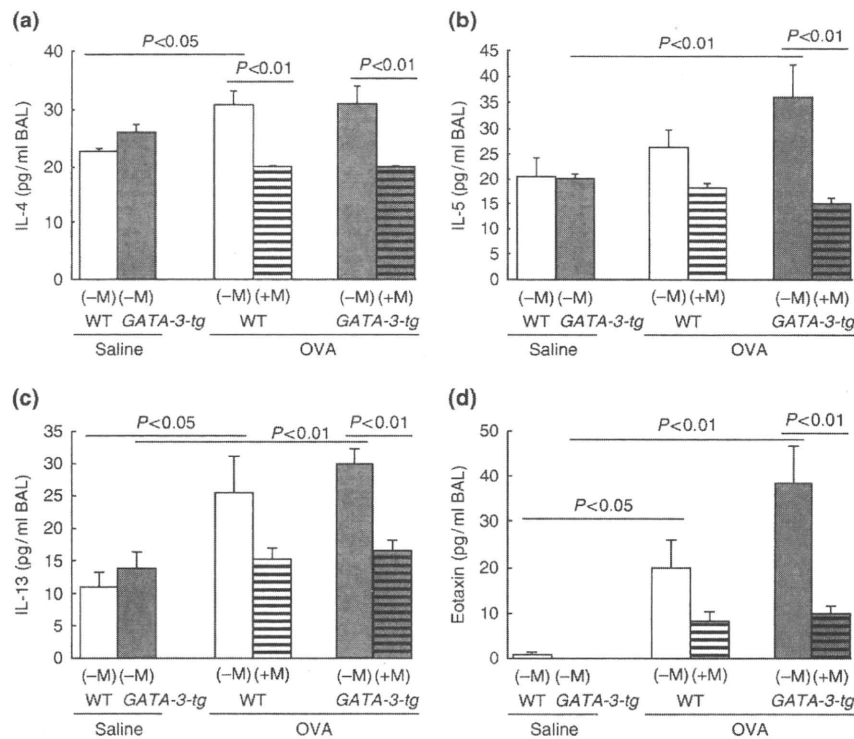 (a)
P<0.05
P<0.01
P<0.01
40
30
20
10
0
IL-4 (pg/ml BAL)
(–M) (–M) (–M) (+M) (–M) (+M)
WT GATA-3-tg WT GATA-3-tg
Saline OVA
(b)
P<0.01
P<0.01
45
40
35
30
25
20
15
10
5
0
IL-5 (pg/ml BAL)
(–M) (–M) (–M) (+M) (–M) (+M)
WT GATA-3-tg WT GATA-3-tg
Saline OVA
(c)
P<0.05
P<0.01
P<0.01
35
30
25
20
15
10
5
0
IL-13 (pg/ml BAL)
(–M) (–M) (–M) (+M) (–M) (+M)
WT GATA-3-tg WT GATA-3-tg
Saline OVA
(d)
P<0.01
P<0.01
P<0.05
50
40
30
20
10
0
Eotaxin (pg/ml BAL)
(–M) (–M) (–M) (+M) (–M) (+M)
WT GATA-3-tg WT GATA-3-tg
Saline OVA